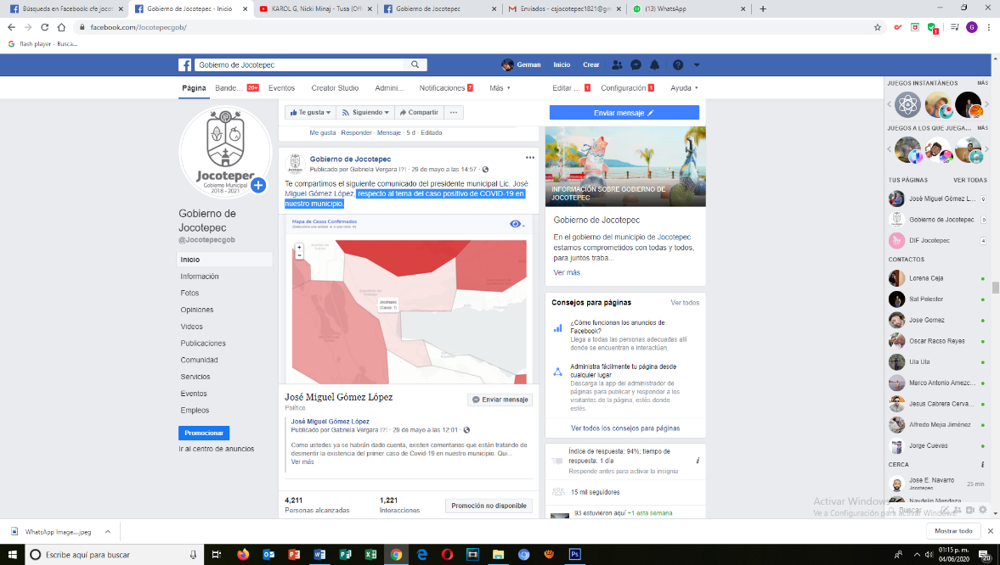 Búsqueda en Facebook: cfe jocot
Gobierno de Jocotepec - Inicio
KAROL G, Nicki Minaj - Tusa (Offi
Gobierno de Jocotepec
Enviados - csjocotepec1821@gm
(13) WhatsApp
facebook.com/Jocotepecgob/
flash player - Busca...
Gobierno de Jocotepec
German
Inicio
Crear
Página
Bande... 20+
Eventos
Creator Studio
Admini...
Notificaciones 7
Más
Editar ... 1
Configuración 1
Ayuda
Jocotepec
Gobierno Municipal
2018 - 2021
Gobierno de
Jocotepec
@Jocotepecgob
Inicio
Información
Fotos
Opiniones
Videos
Publicaciones
Comunidad
Servicios
Eventos
Empleos
Promocionar
Ir al centro de anuncios
Te gusta
Siguiendo
Compartir
...
Me gusta · Responder · Mensaje · 5 d · Editado
Gobierno de Jocotepec
Publicado por Gabriela Vergara [?] · 29 de mayo a las 14:57 ·
Te compartimos el siguiente comunicado del presidente municipal Lic. José
Miguel Gómez López, respecto al tema del caso positivo de COVID-19 en
nuestro municipio.
Mapa de Casos Confirmados
Jocotepec
(Casos: 1)
José Miguel Gómez López
Político
Enviar mensaje
José Miguel Gómez López
Publicado por Gabriela Vergara [?] · 29 de mayo a las 12:01 ·
Como ustedes ya se habrán dado cuenta, existen comentarios que están tratando de
desmentir la existencia del primer caso de Covid-19 en nuestro municipio. Qui...
Ver más
4,211
Personas alcanzadas
1,221
Interacciones
Promoción no disponible
Enviar mensaje
INFORMACIÓN SOBRE GOBIERNO DE
JOCOTEPEC
Gobierno de Jocotepec
En el gobierno del municipio de Jocotepec
estamos comprometidos con todas y todos,
para juntos traba...
Ver más
Consejos para páginas
Ver todos
¿Cómo funcionan los anuncios de
Facebook?
Llega a todas las personas adecuadas allí
donde se encuentran e interactúan.
Administra fácilmente tu página desde
cualquier lugar
Descarga la app del administrador de
páginas para publicar y responder a los
visitantes de la página, estés donde
estés.
Ver todos los consejos para páginas
Índice de respuesta: 94%; tiempo de
respuesta: 1 día
Responde antes para activar la insignia
15 mil seguidores
93 estuvieron aquí +1 esta semana
JUEGOS INSTANTÁNEOS
MÁS
JUEGOS A LOS QUE JUEGA...
MÁS
TUS PÁGINAS
VER TODAS
José Miguel Gómez L... 9
Gobierno de Jocotepec 9
DIF Jocotepec 4
CONTACTOS
Lorena Ceja
Sal Pelestor
Jose Gomez
Oscar Racso Reyes
Ula Ula
Marco Antonio Amezc...
Jesus Cabrera Cerva...
Alfredo Mejia Jiménez
Jorge Cuevas
CERCA
Jose E. Navarro
Jocotepec
25 min
Naydelin Mendoza
Buscar
Activar Windows
Ve a Configuración para activar Windows.
WhatsApp Image....jpeg
Mostrar todo
Escribe aquí para buscar
01:15 p. m.
04/06/2020
20